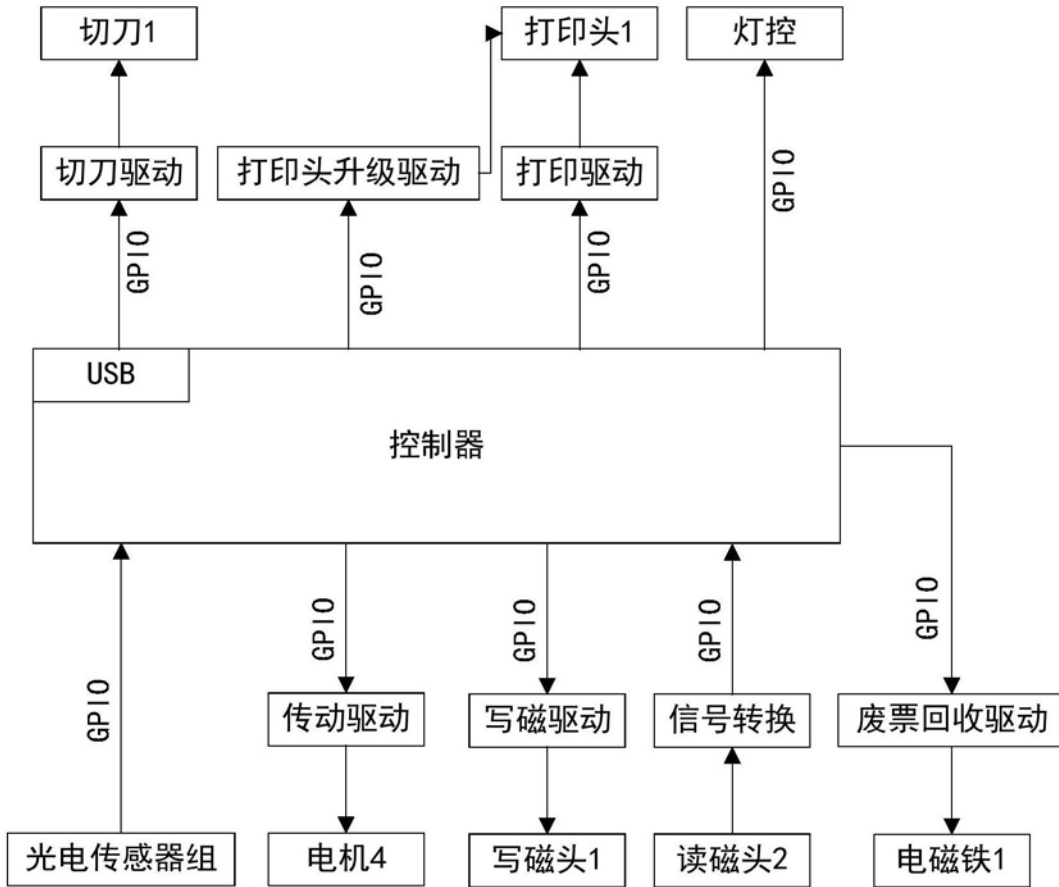 切刀1
打印头1
灯控
切刀驱动
打印头升级驱动
打印驱动
GPIO
GPIO
GPIO
GPIO
USB
控制器
GPIO
GPIO
GPIO
GPIO
GPIO
传动驱动
写磁驱动
信号转换
废票回收驱动
光电传感器组
电机4
写磁头1
读磁头2
电磁铁1